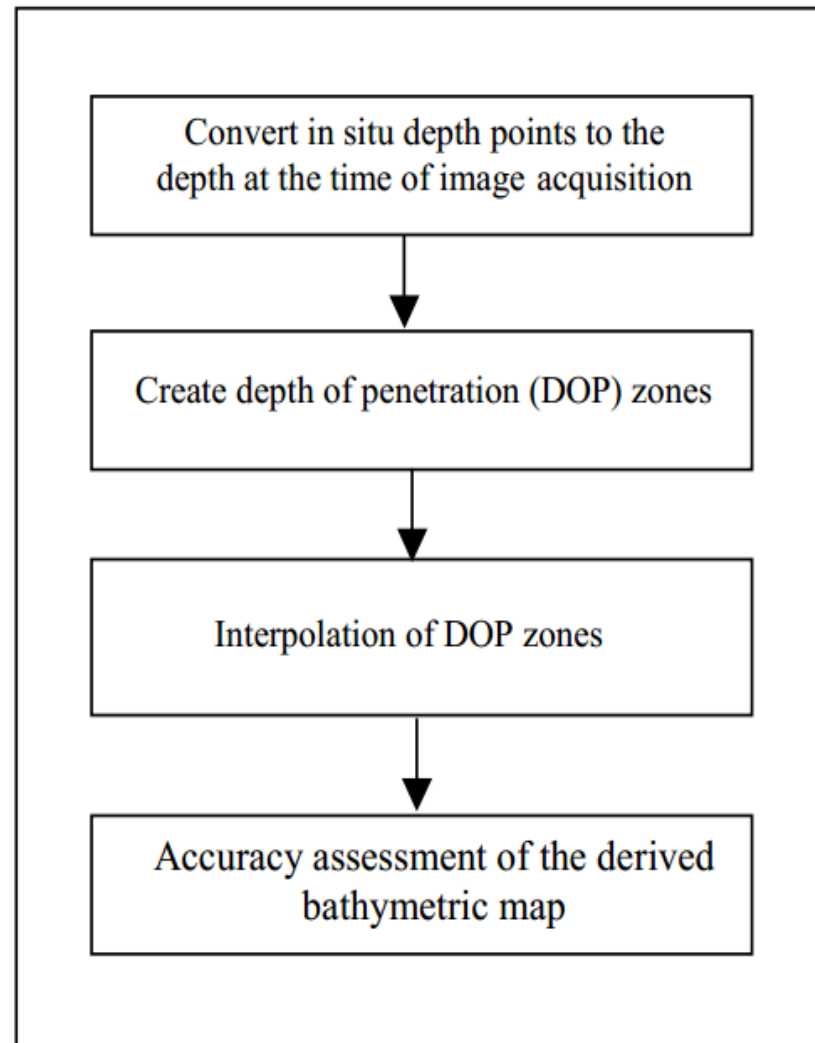 Convert in situ depth points to the
depth at the time of image acquisition
Create depth of penetration (DOP) zones
Interpolation of DOP zones
Accuracy assessment of the derived
bathymetric map